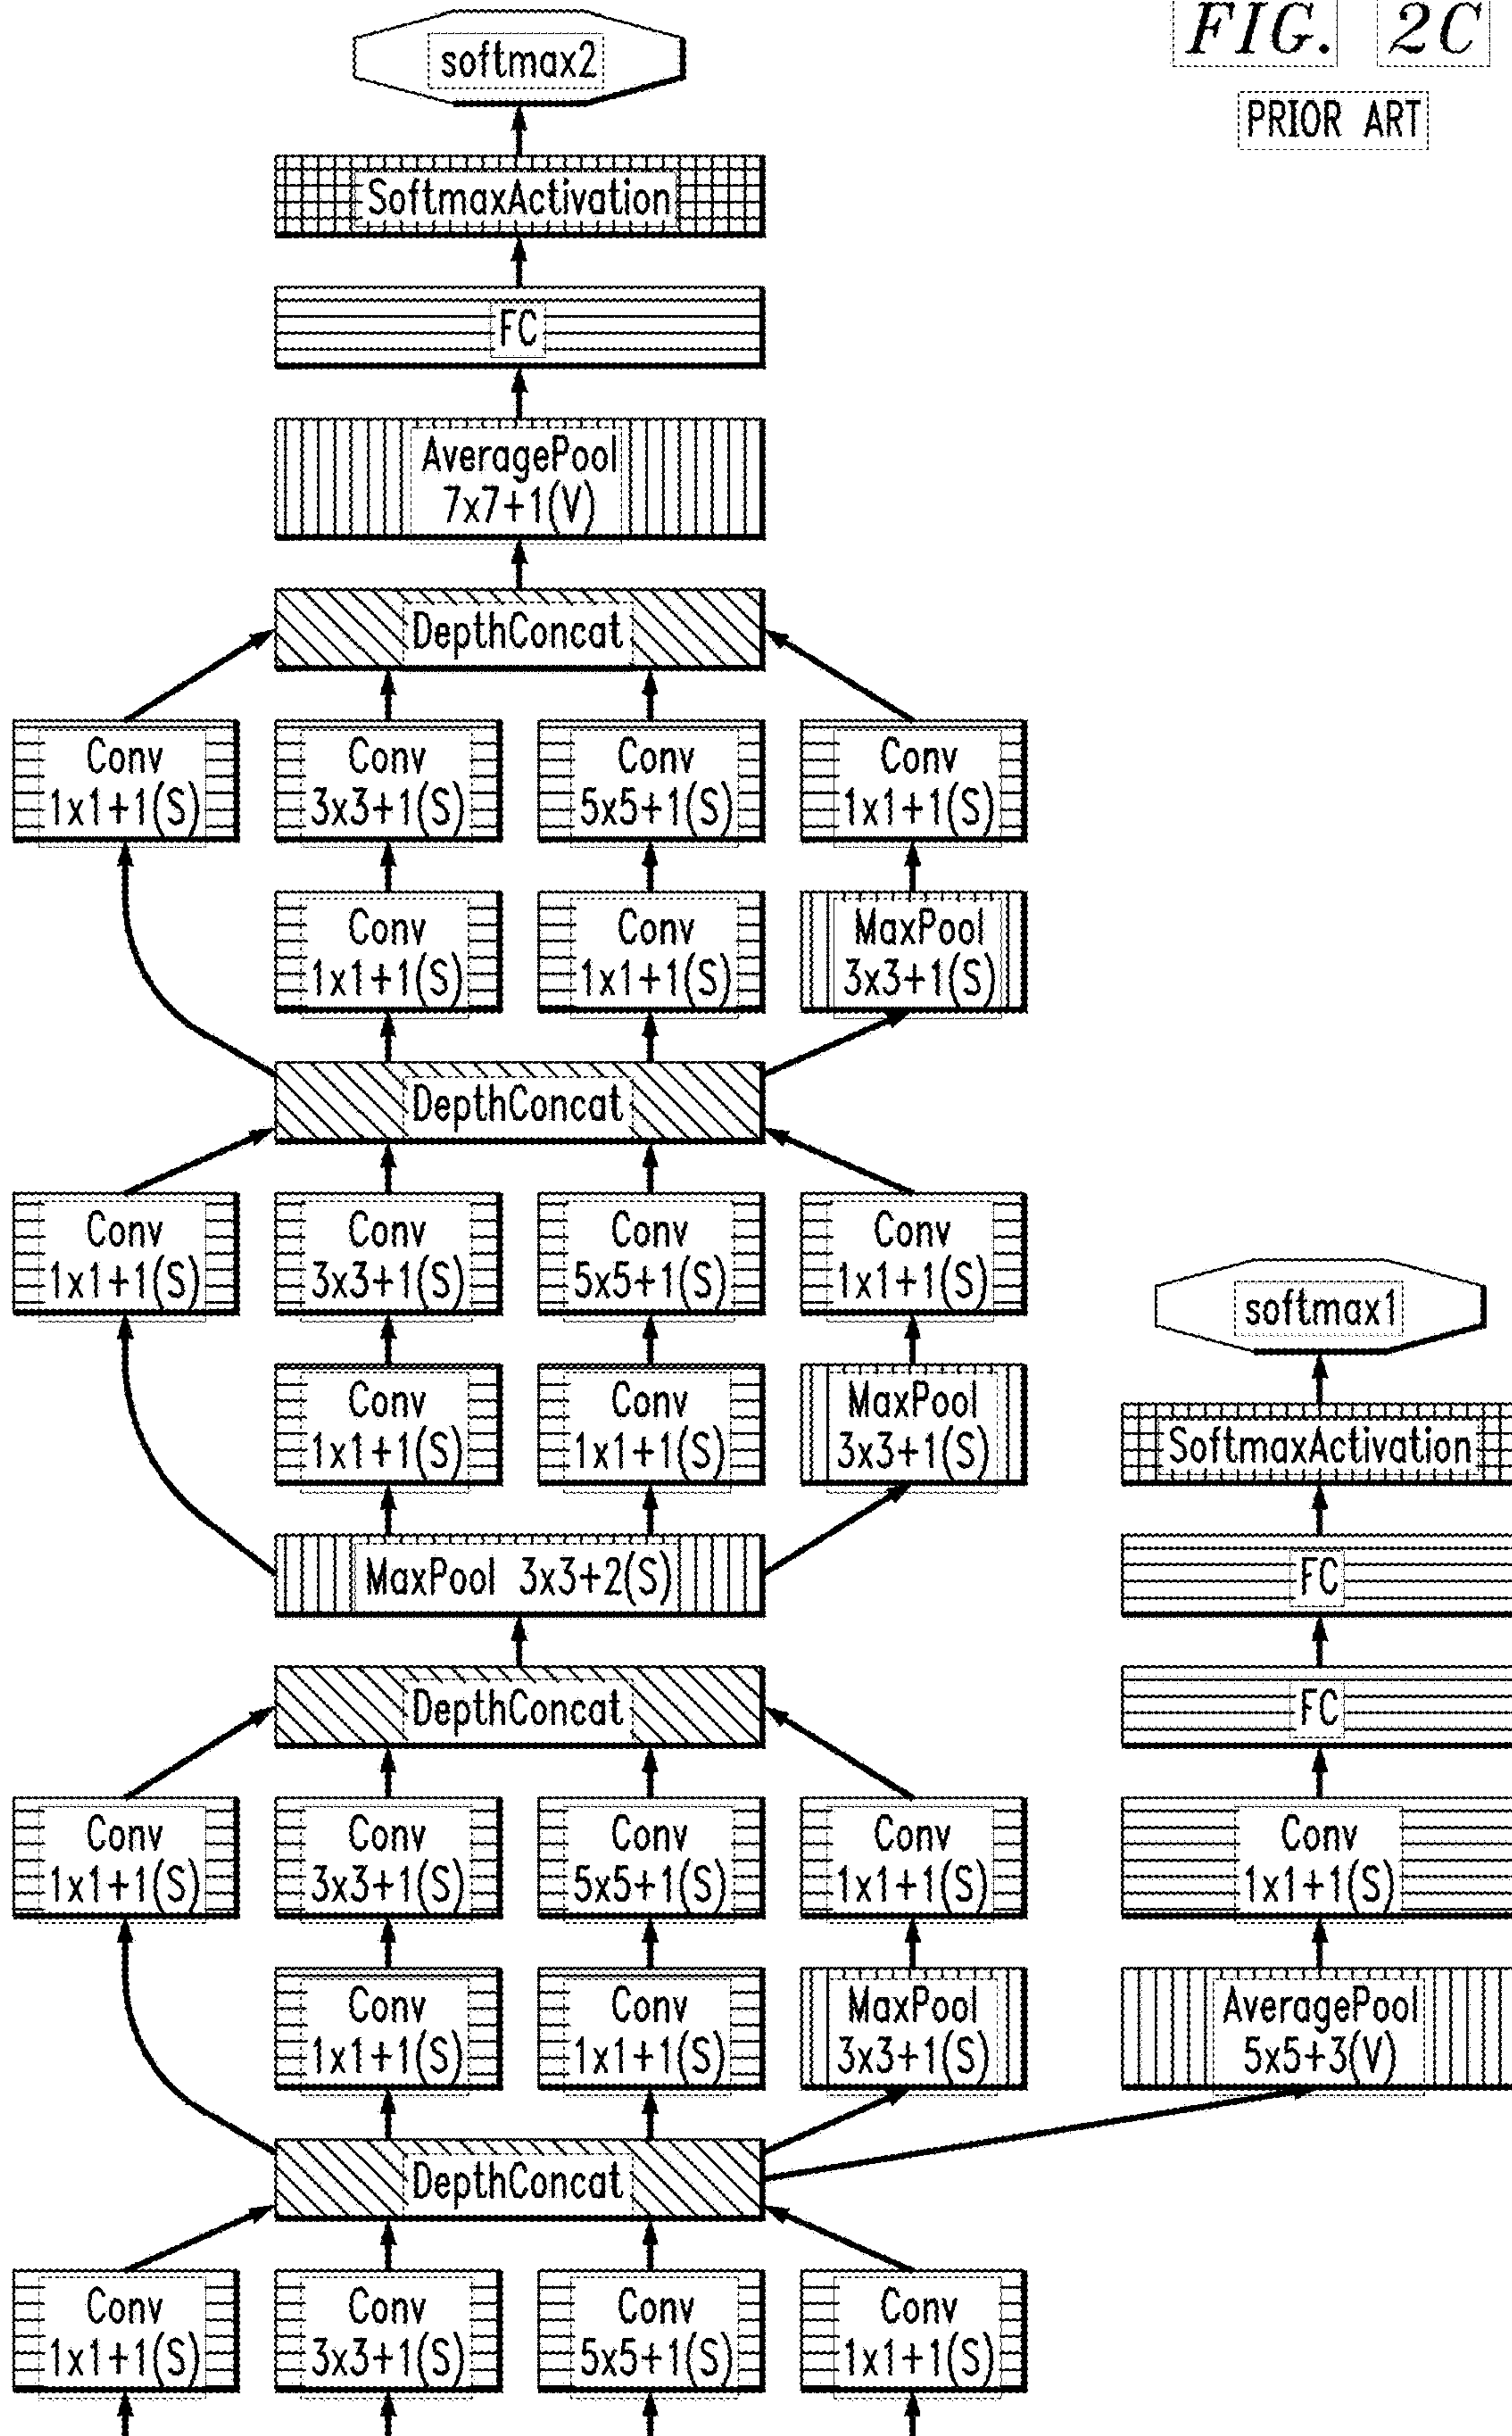 FIG. 2C
PRIOR ART
softmax2
SoftmaxActivation
FC
AveragePool
7x7+1(V)
DepthConcat
Conv
1x1+1(S)
Conv
3x3+1(S)
Conv
5x5+1(S)
Conv
1x1+1(S)
Conv
1x1+1(S)
Conv
1x1+1(S)
MaxPool
3x3+1(S)
DepthConcat
Conv
1x1+1(S)
Conv
3x3+1(S)
Conv
5x5+1(S)
Conv
1x1+1(S)
Conv
1x1+1(S)
Conv
1x1+1(S)
MaxPool
3x3+1(S)
MaxPool 3x3+2(S)
DepthConcat
Conv
1x1+1(S)
Conv
3x3+1(S)
Conv
5x5+1(S)
Conv
1x1+1(S)
Conv
1x1+1(S)
Conv
1x1+1(S)
MaxPool
3x3+1(S)
DepthConcat
Conv
1x1+1(S)
Conv
3x3+1(S)
Conv
5x5+1(S)
Conv
1x1+1(S)
softmax1
SoftmaxActivation
FC
FC
Conv
1x1+1(S)
AveragePool
5x5+3(V)